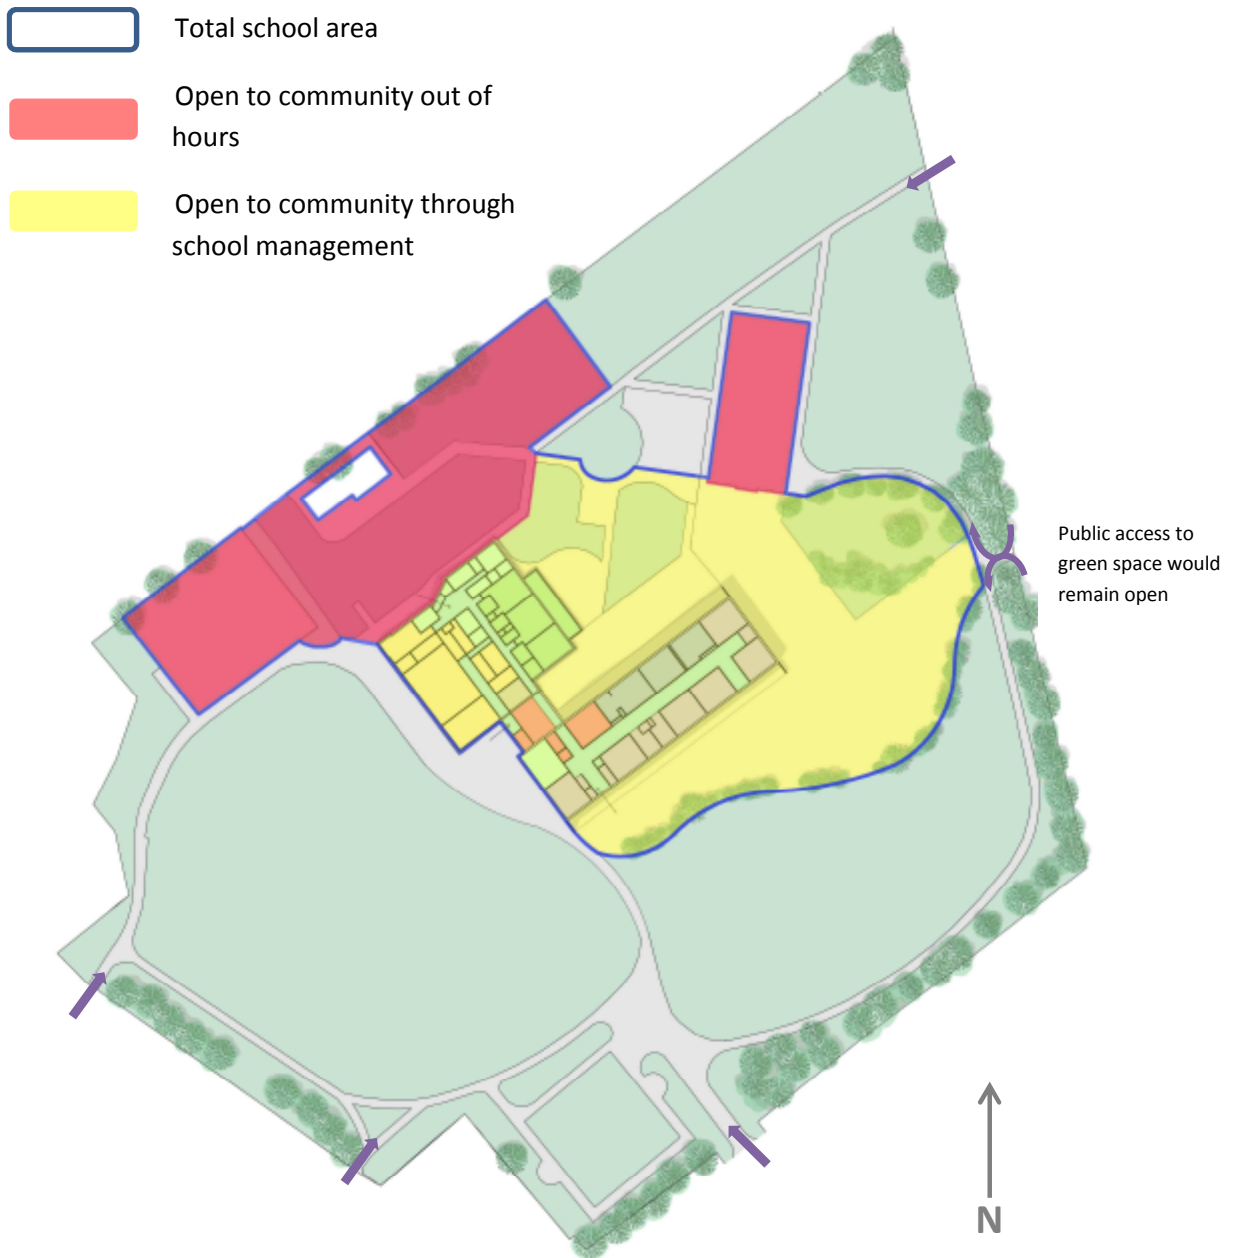 Total school area
Open to community out of
hours
Open to community through
school management
Public access to
green space would
remain open
N